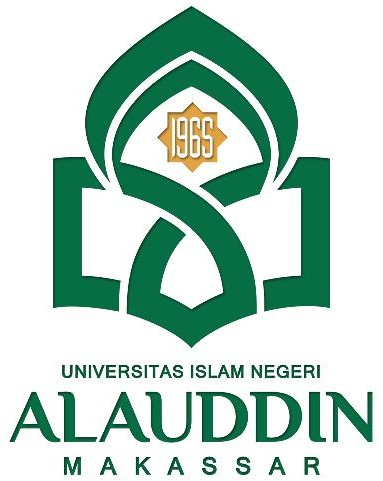 1965
UNIVERSITAS ISLAM NEGERI
ALAUDDIN
MAKASSAR